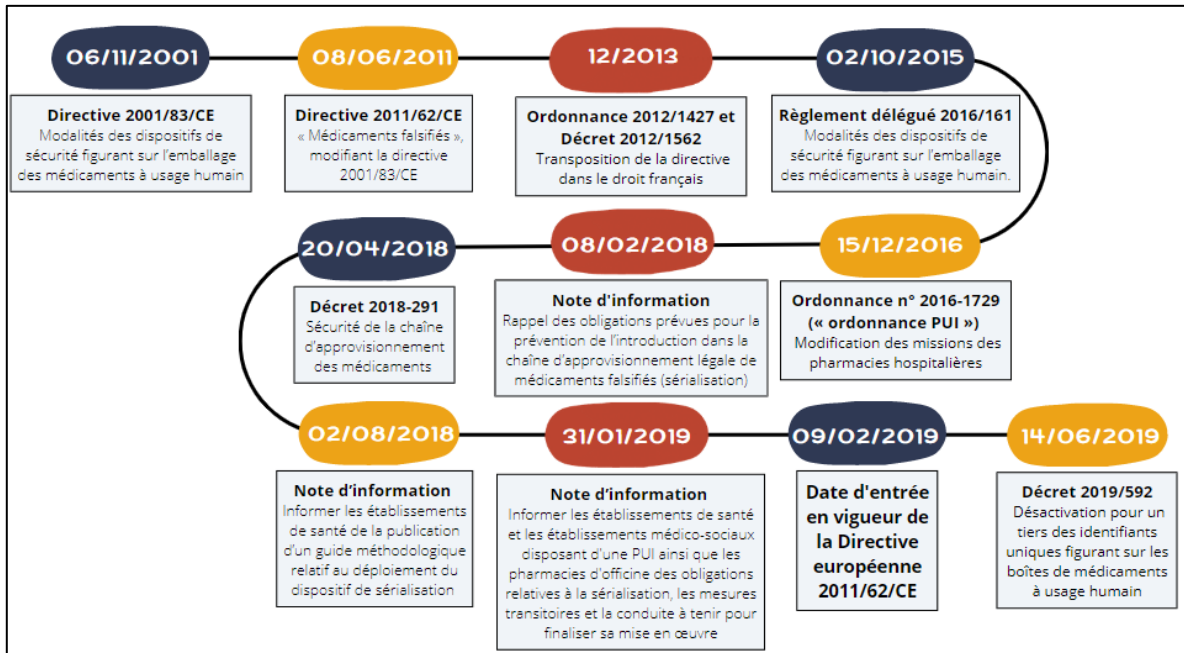 06/11/2001
08/06/2011
12/2013
02/10/2015
Directive 2001/83/CE
Modalités des dispositifs de
sécurité figurant sur l'emballage
des médicaments à usage humain
Directive 2011/62/CE
« Médicaments falsifiés »,
modifiant la directive
2001/83/CE
Ordonnance 2012/1427 et
Décret 2012/1562
Transposition de la directive
dans le droit français
Règlement délégué 2016/161
Modalités des dispositifs de
sécurité figurant sur l'emballage
des médicaments à usage humain.
15/12/2016
Ordonnance n° 2016-1729
(« ordonnance PUI »)
Modification des missions des
pharmacies hospitalières
08/02/2018
Note d'information
Rappel des obligations prévues pour la
prévention de l'introduction dans la
chaîne d'approvisionnement légale de
médicaments falsifiés (sérialisation)
20/04/2018
Décret 2018-291
Sécurité de la chaîne
d'approvisionnement
des médicaments
02/08/2018
Note d'information
Informer les établissements
de santé de la publication
d'un guide méthodologique
relatif au déploiement du
dispositif de sérialisation
31/01/2019
Note d'information
Informer les établissements de santé
et les établissements médico-sociaux
disposant d'une PUI ainsi que les
pharmacies d'officine des obligations
relatives à la sérialisation, les mesures
transitoires et la conduite à tenir pour
finaliser sa mise en œuvre
09/02/2019
Date d'entrée
en vigueur de
la Directive
européenne
2011/62/CE
14/06/2019
Décret 2019/592
Désactivation pour un
tiers des identifiants
uniques figurant sur les
boîtes de médicaments
à usage humain